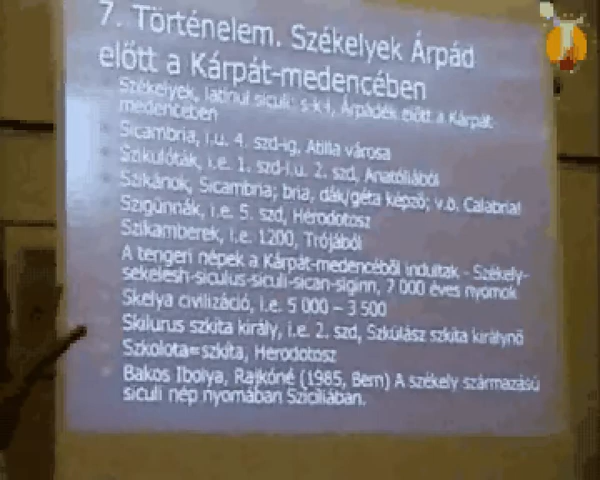 7. Történelem. Székelyek Árpád
előtt a Kárpát-medencében
Székelyek, latinul siculi: s-k-l, Árpádék előtt a Kárpát-
medencében
Sicambria, i.u. 4. szd-ig, Atilla városa
Szikulóták, i.e. 1. szd-i.u. 2. szd, Anatóliából
Szikánok, Sicambria; bria, dák/géta képző; v.ö. Calabria!
Szigünnák, i.e. 5. szd, Herodotosz
Szikamberek, i.e. 1200, Trójából
A tengeri népek a Kárpát-medencéből indultak - Székely-
sekelesh-siculus-siculi-sican-siginn, 7 000 éves nyomok
Skelya civilizáció, i.e. 5 000 – 3 500
Skilurus szkíta király, i.e. 2. szd, Szkülász szkíta királynő
Szkolota=szkíta, Herodotosz
Bakos Ibolya, Rajkóné (1985, Bern) A székely származású
siculi nép nyomában Szicíliában.